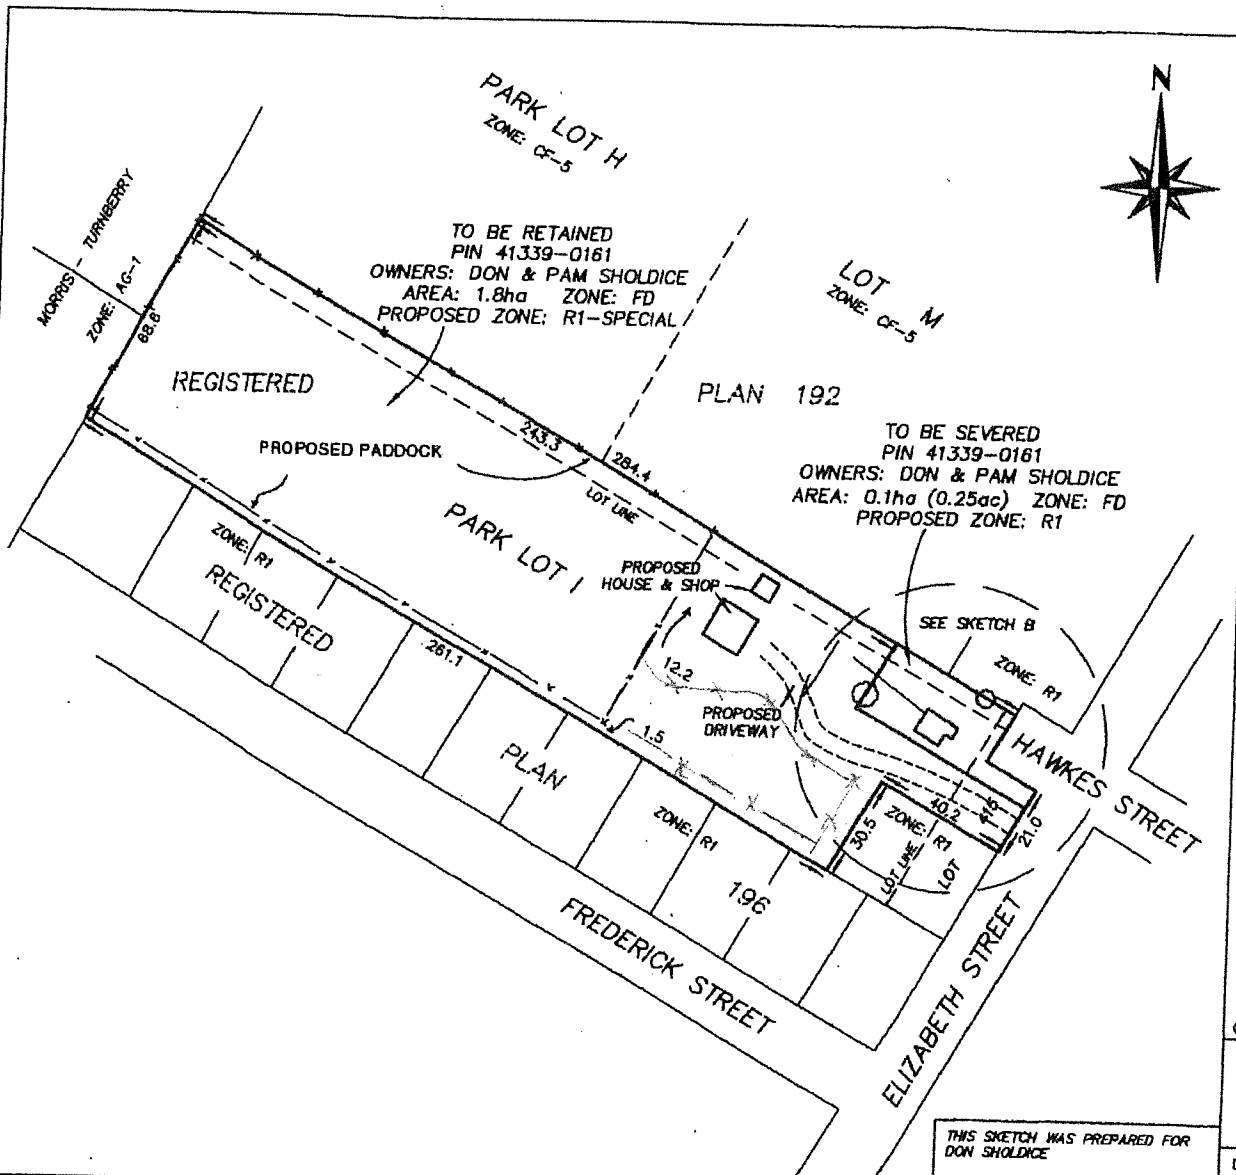 N
PARK LOT H
ZONE: CF-5
MORRIS - TURNBERRY
ZONE: AG-1
68.6
TO BE RETAINED
PIN 41339-0161
OWNERS: DON & PAM SHOLDICE
AREA: 1.8ha ZONE: FD
PROPOSED ZONE: R1-SPECIAL
LOT M
ZONE: CF-5
REGISTERED
PLAN 192
PROPOSED PADDOCK
243.3
284.4
LOT LINE
TO BE SEVERED
PIN 41339-0161
OWNERS: DON & PAM SHOLDICE
AREA: 0.1ha (0.25ac) ZONE: FD
PROPOSED ZONE: R1
PARK LOT I
ZONE: R1
REGISTERED
PROPOSED
HOUSE & SHOP
SEE SKETCH B
ZONE: R1
261.1
12.2
PROPOSED
DRIVEWAY
1.5
HAWKES STREET
PLAN
40.2
41.5
21.0
30.5
ZONE: R1
LOT LINE
LOT
ZONE: R1
196
FREDERICK STREET
ELIZABETH STREET
THIS SKETCH WAS PREPARED FOR
DON SHOLDICE